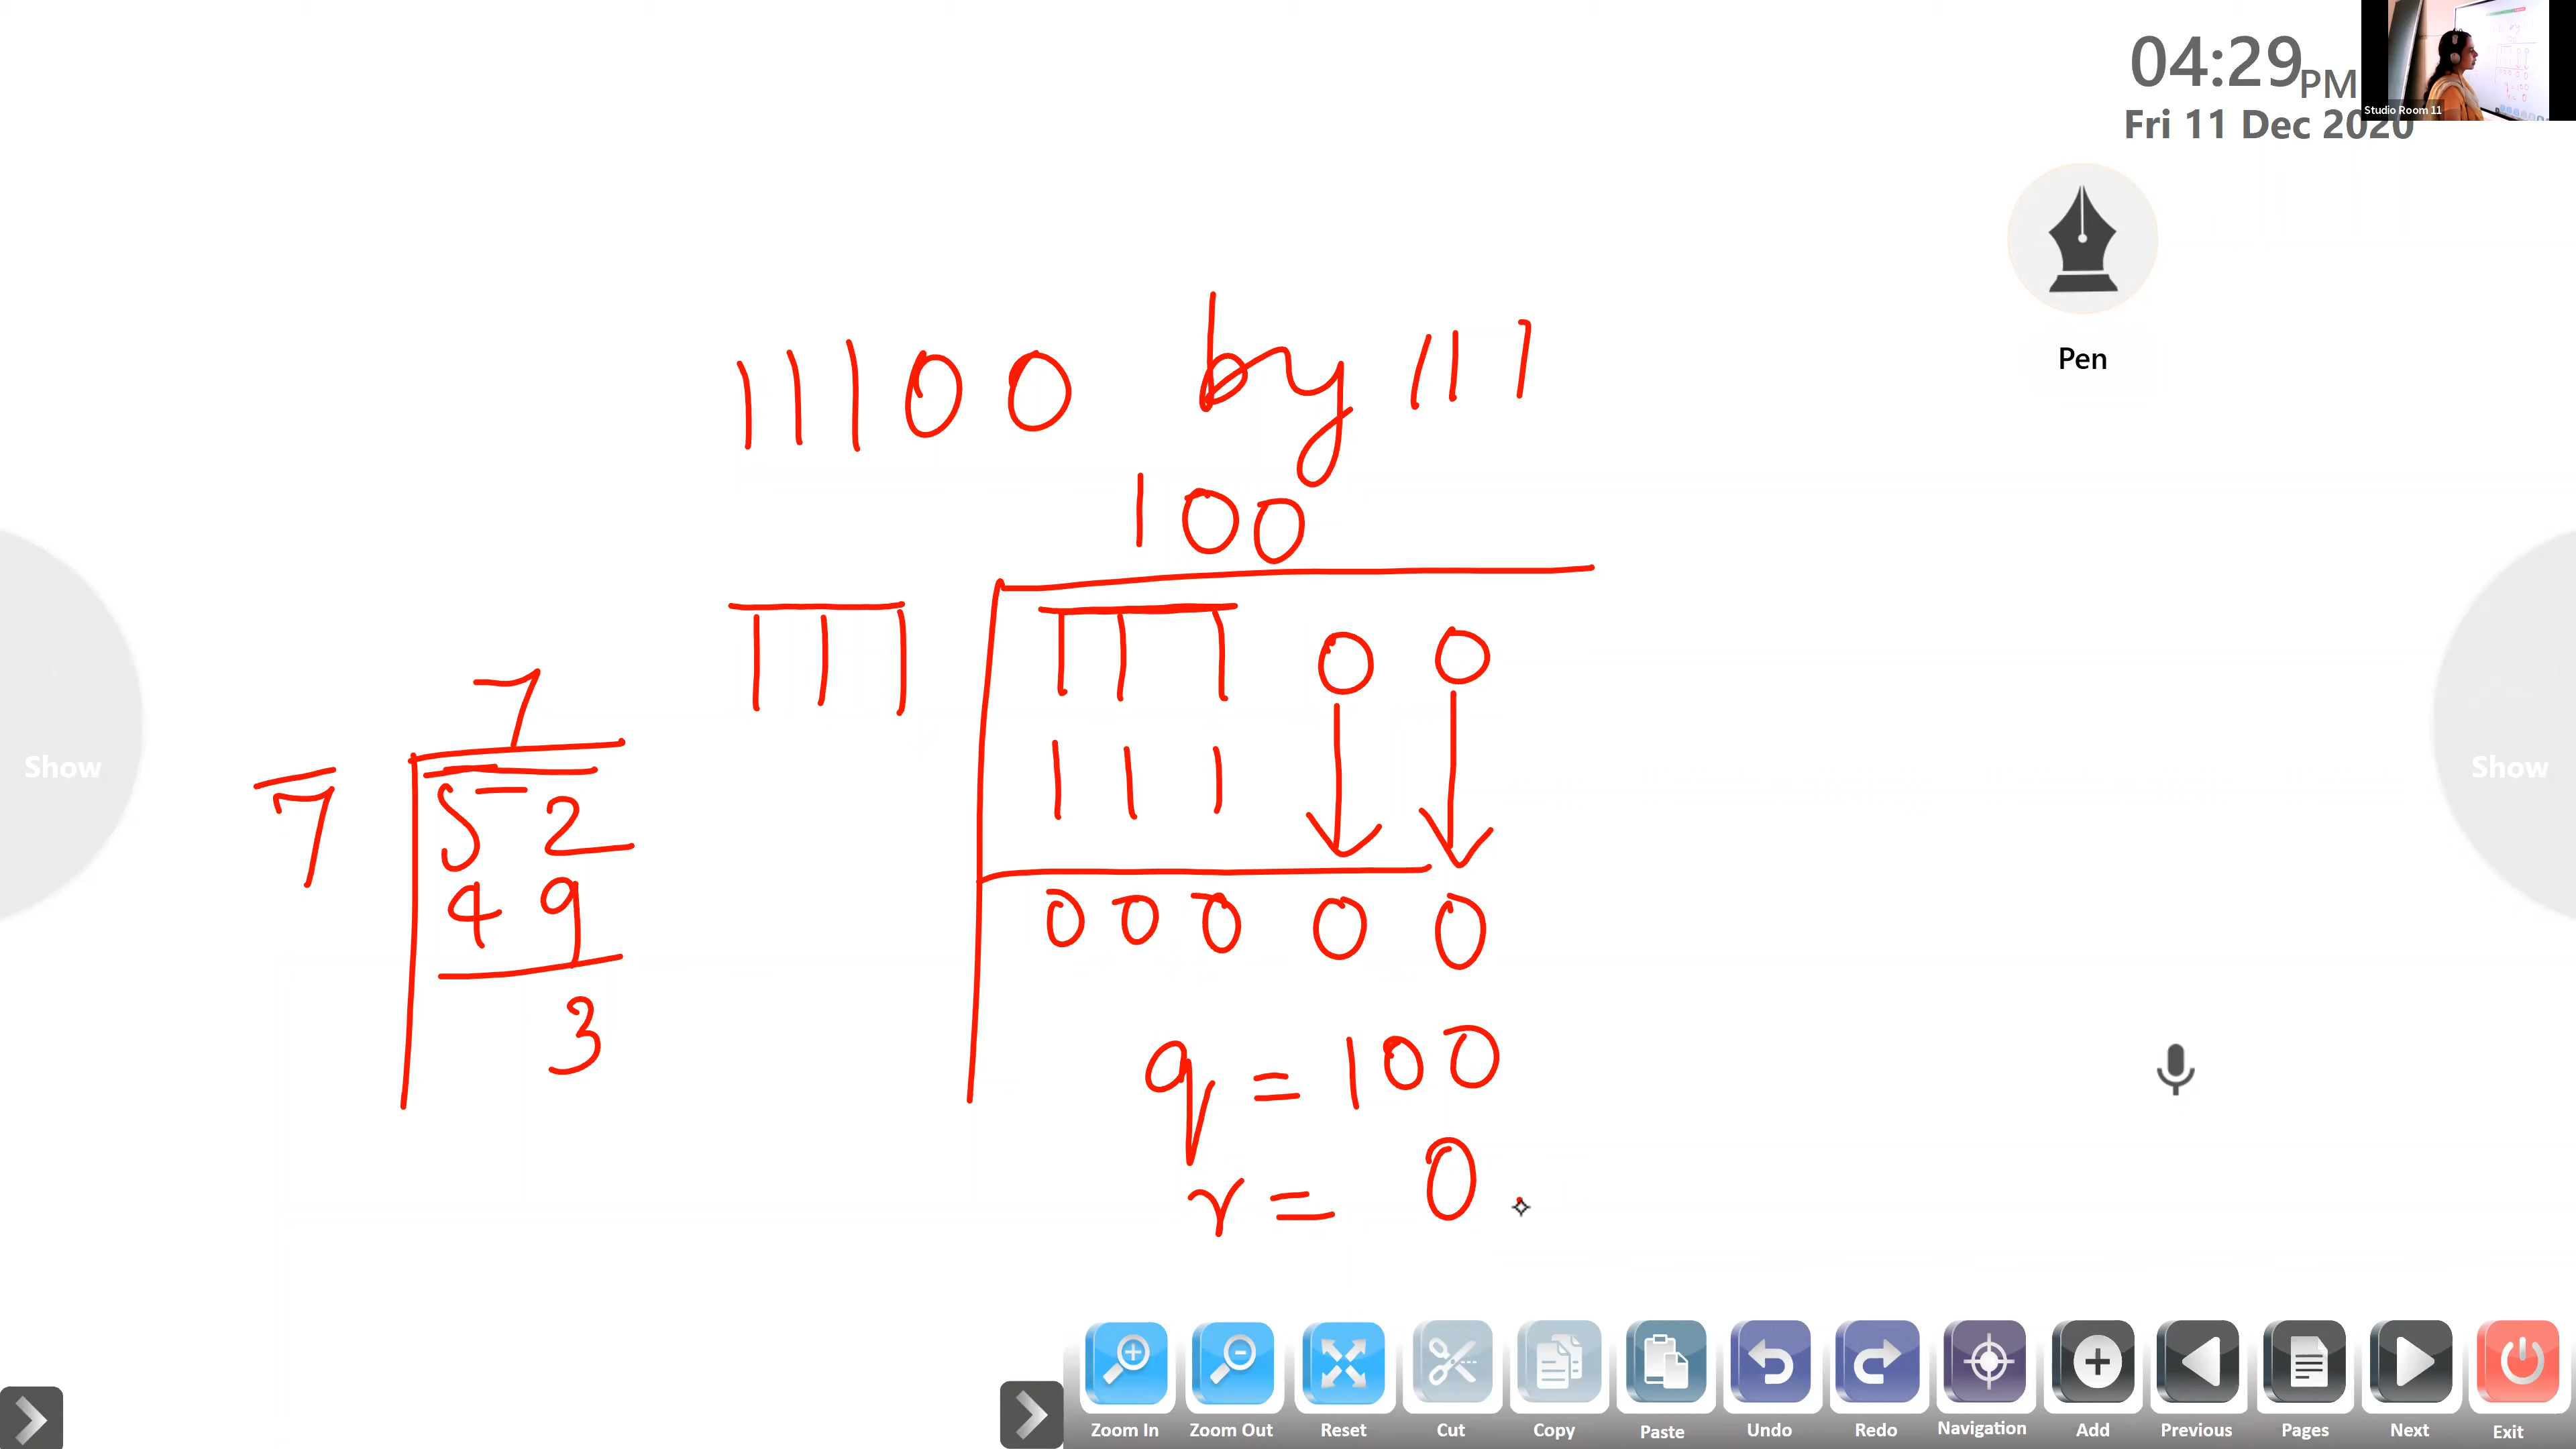 04:29 PM
Studio Room 11
Fri 11 Dec 2020
Pen
11100 by 111
100
111 11100
111
00000
7
7 52
49
3
q = 100
r = 0
Show
Show
Zoom In Zoom Out Reset Cut Copy Paste Undo Redo Navigation Add Previous Pages Next Exit